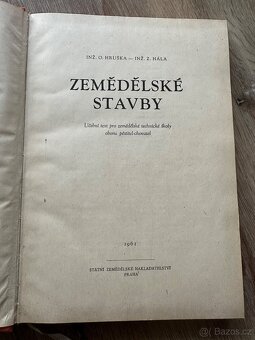 INŽ. O. HRUŠKA — INŽ. Z. HÁLA
ZEMĚDĚLSKÉ
STAVBY
Učební text pro zemědělské technické školy
oboru pěstitel-chovatel
1961
STÁTNÍ ZEMĚDĚLSKÉ NAKLADATELSTVÍ
PRAHA
Bazos.cz